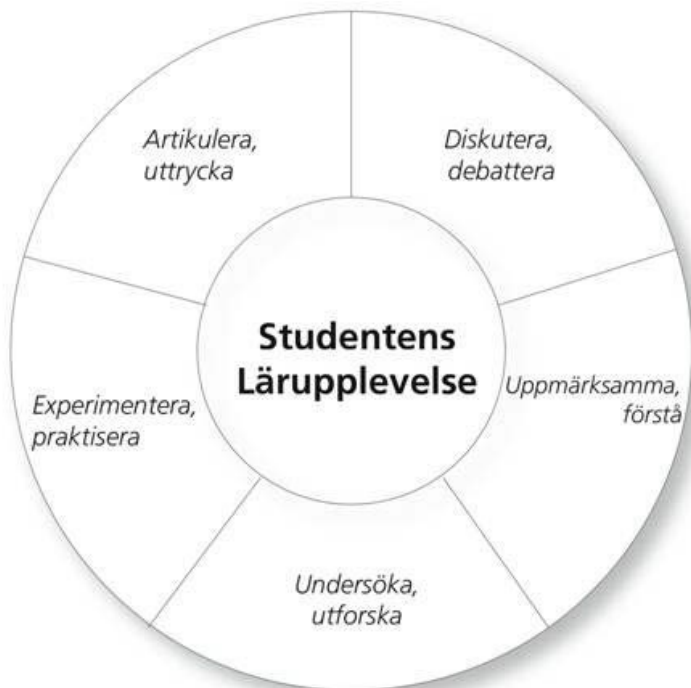 Artikulera,
uttrycka
Diskutera,
debattera
Studentens
Lärupplevelse
Uppmärksamma,
förstå
Experimentera,
praktisera
Undersöka,
utforska